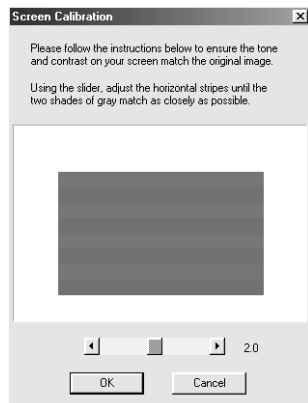 Screen Calibration
Please follow the instructions below to ensure the tone
and contrast on your screen match the original image.
Using the slider, adjust the horizontal stripes until the
two shades of gray match as closely as possible.
2.0
OK
Cancel